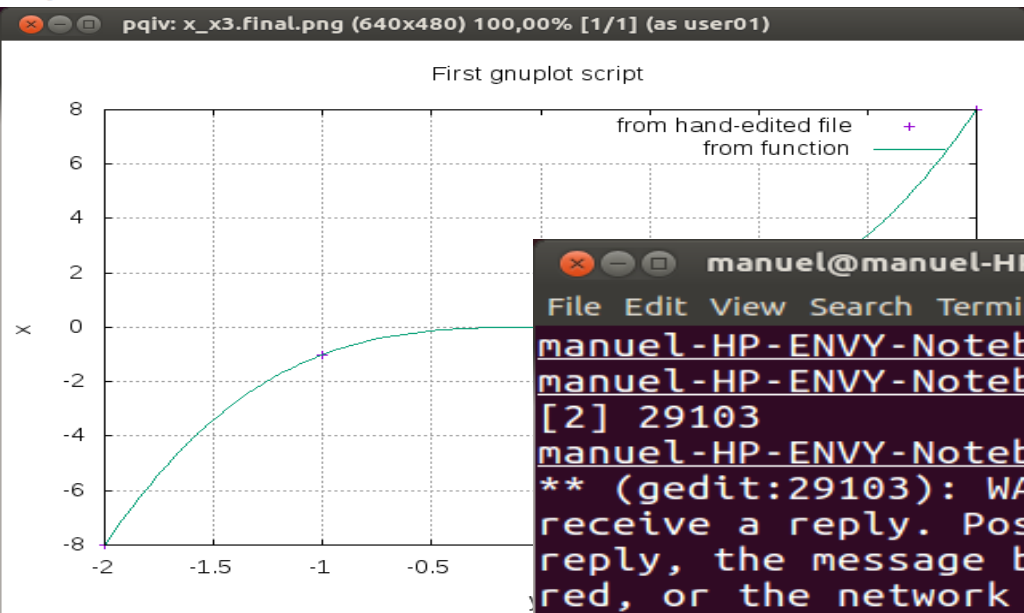 pqiv: x_x3.final.png (640x480) 100,00% [1/1] (as user01)
First gnuplot script
from hand-edited file
from function
8
6
4
2
0
-2
-4
-6
-8
X
-2
-1.5
-1
-0.5
manuel@manuel-HP
File Edit View Search Termi
manuel-HP-ENVY-Noteb
manuel-HP-ENVY-Noteb
[2] 29103
manuel-HP-ENVY-Noteb
** (gedit:29103): WA
receive a reply. Pos
reply, the message b
red, or the network